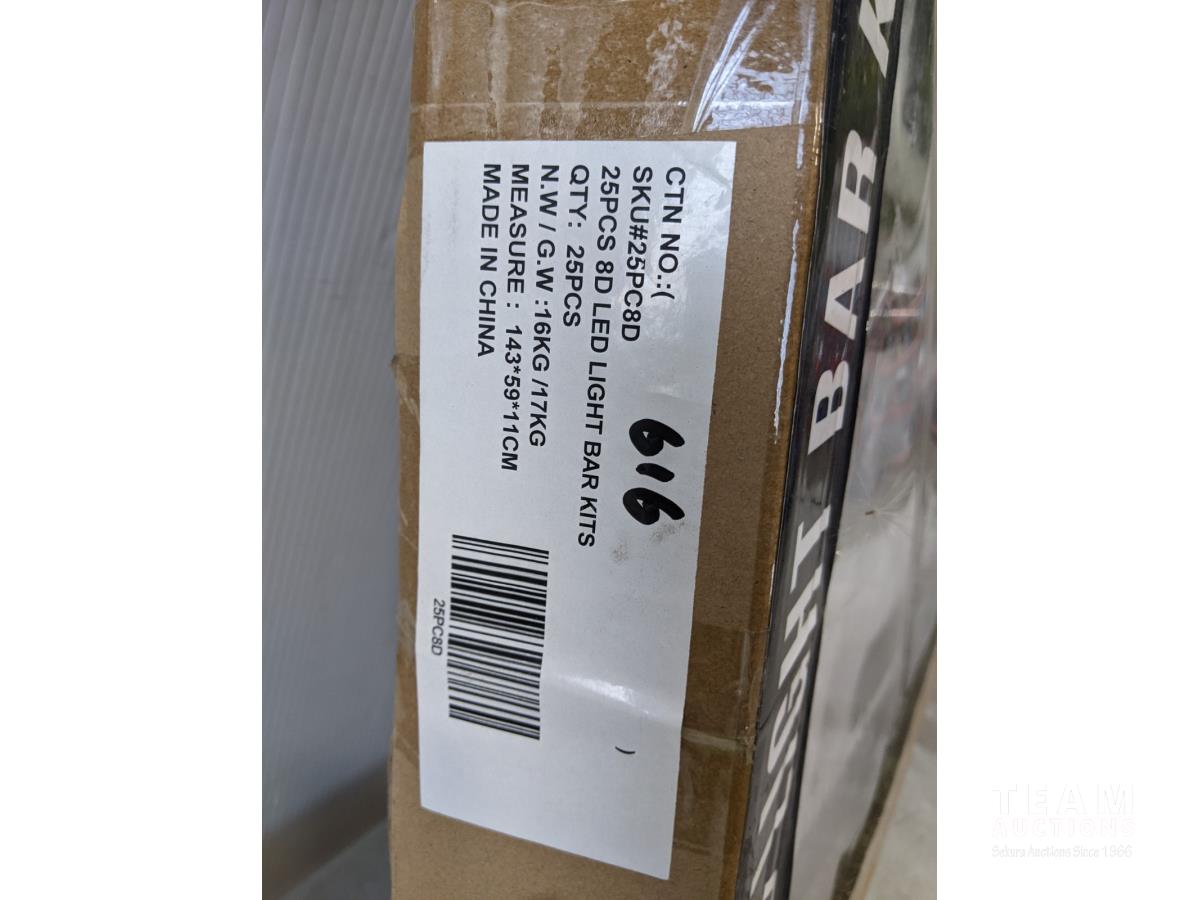 CTN NO.:( )
SKU#25PC8D
616
25PCS 8D LED LIGHT BAR KITS
QTY: 25PCS
N.W / G.W :16KG /17KG
MEASURE : 143*59*11CM
MADE IN CHINA
25PC8D
LIGHT BAR
TEAM
AUCTIONS
Sekura Auctions Since 1966